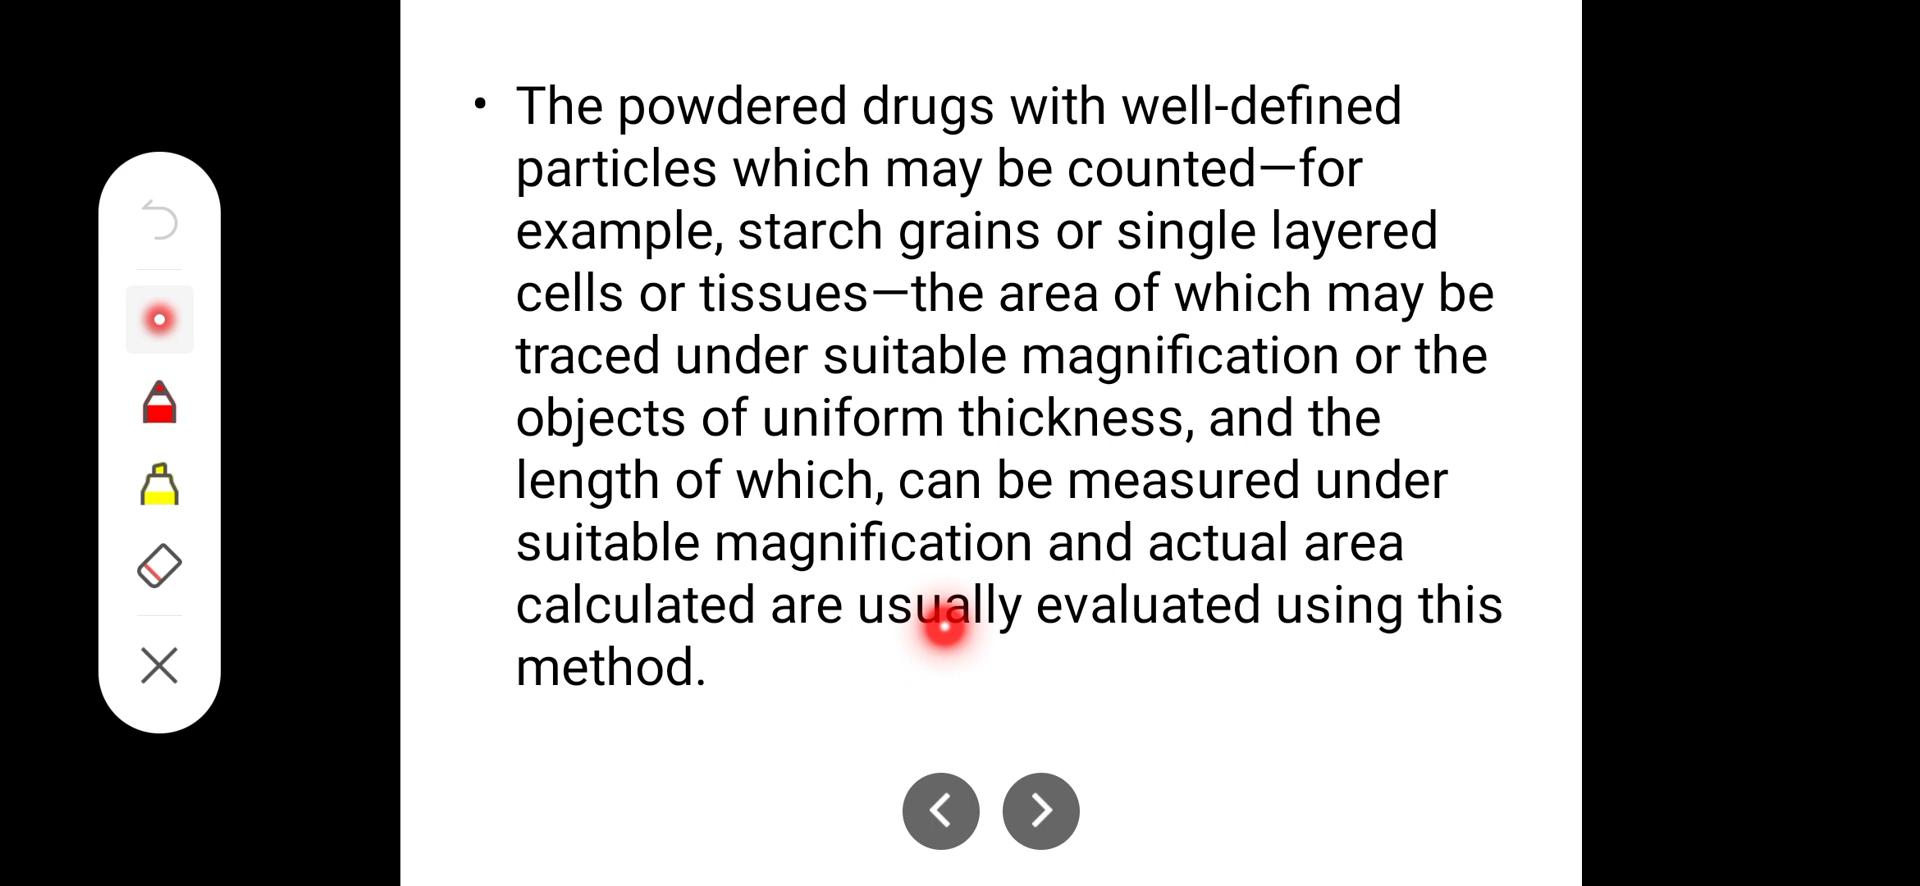 • The powdered drugs with well-defined
particles which may be counted—for
example, starch grains or single layered
cells or tissues—the area of which may be
traced under suitable magnification or the
objects of uniform thickness, and the
length of which, can be measured under
suitable magnification and actual area
calculated are usually evaluated using this
method.